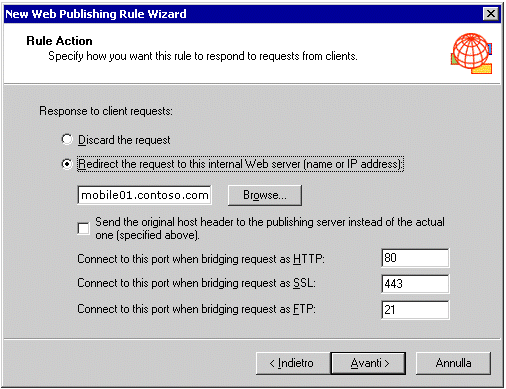 New Web Publishing Rule Wizard
Rule Action
Specify how you want this rule to respond to requests from clients.
Response to client requests:
Discard the request
Redirect the request to this internal Web server (name or IP address):
mobile01.contoso.com
Browse...
Send the original host header to the publishing server instead of the actual
one (specified above).
Connect to this port when bridging request as HTTP:
80
Connect to this port when bridging request as SSL:
443
Connect to this port when bridging request as FTP:
21
< Indietro
Avanti >
Annulla